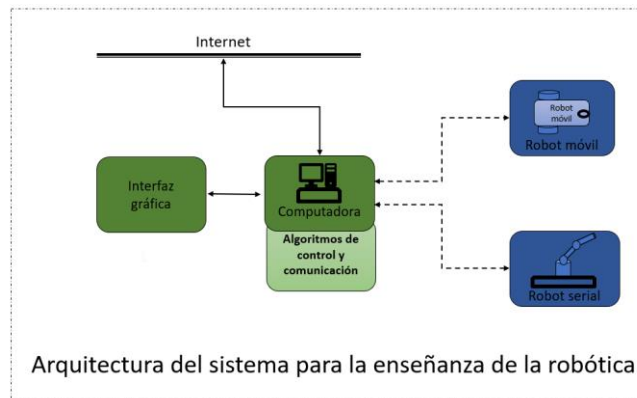 Internet
Robot
móvil
Robot móvil
Interfaz
gráfica
Computadora
Algoritmos de
control y
comunicación
Robot serial
Arquitectura del sistema para la enseñanza de la robótica